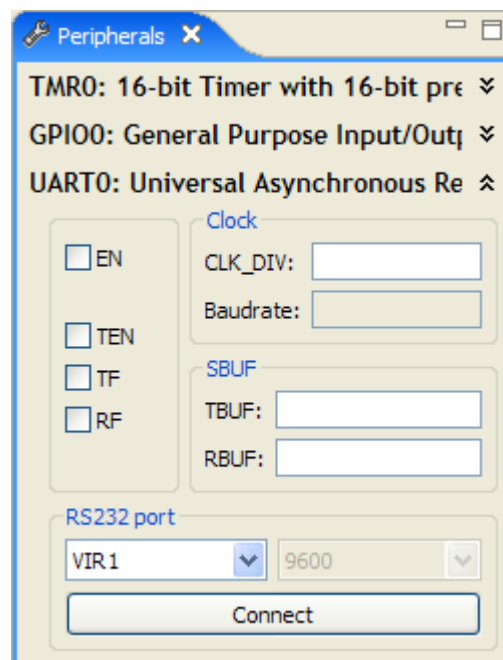 Peripherals
TMR0: 16-bit Timer with 16-bit pre
GPIO0: General Purpose Input/Outp
UART0: Universal Asynchronous Re
EN
TEN
TF
RF
Clock
CLK_DIV:
Baudrate:
SBUF
TBUF:
RBUF:
RS232 port
VIR1
9600
Connect